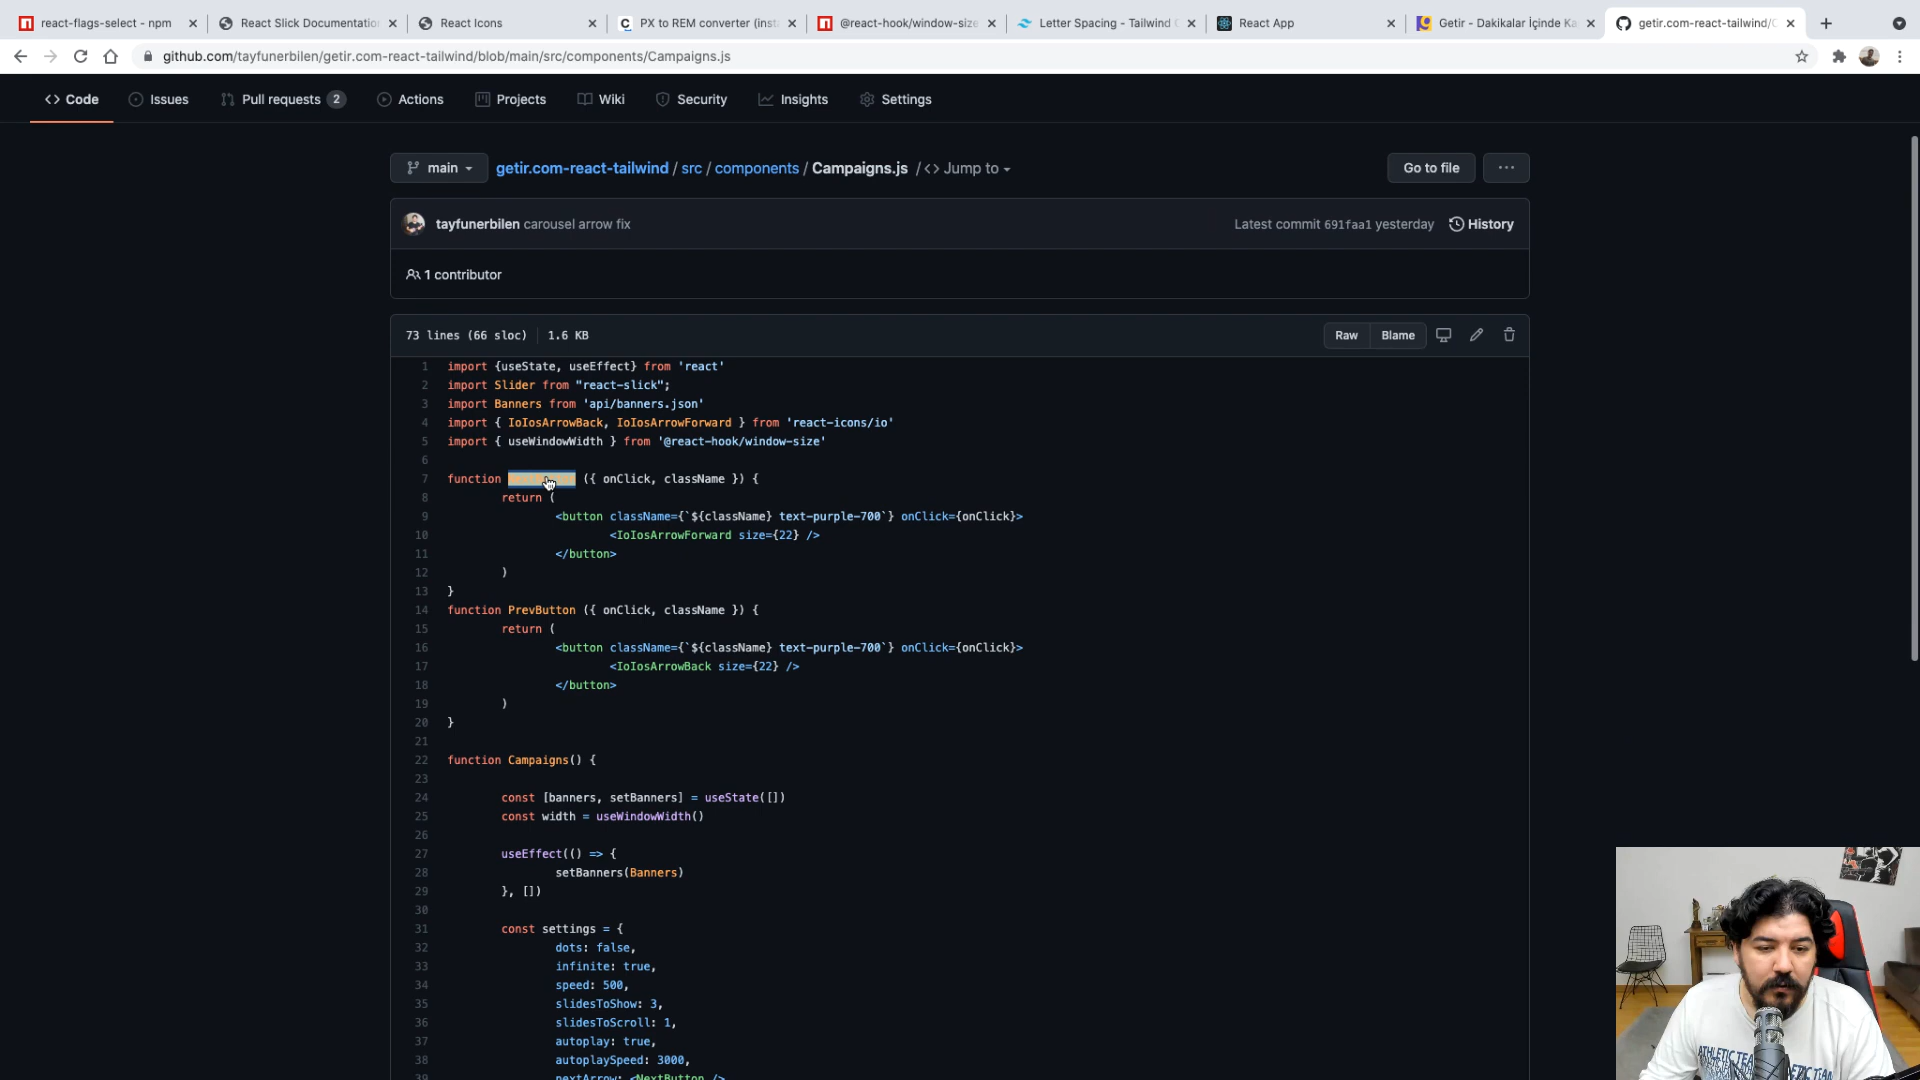 react-flags-select - npm
React Slick Documentatio
React Icons
PX to REM converter (insta
@react-hook/window-size
Letter Spacing - Tailwind C
React App
Getir - Dakikalar İçinde Ka
getir.com-react-tailwind/C
github.com/tayfunerbilen/getir.com-react-tailwind/blob/main/src/components/Campaigns.js
Code
Issues
Pull requests 2
Actions
Projects
Wiki
Security
Insights
Settings
main
getir.com-react-tailwind / src / components / Campaigns.js / <> Jump to
Go to file
...
tayfunerbilen carousel arrow fix
Latest commit 691faa1 yesterday
History
1 contributor
73 lines (66 sloc) 1.6 KB
Raw
Blame
1 import {useState, useEffect} from 'react'
2 import Slider from "react-slick";
3 import Banners from 'api/banners.json'
4 import { IoIosArrowBack, IoIosArrowForward } from 'react-icons/io'
5 import { useWindowWidth } from '@react-hook/window-size'
6
7 function ({ onClick, className }) {
8 return (
9 <button className={`${className} text-purple-700`} onClick={onClick}>
10 <IoIosArrowForward size={22} />
11 </button>
12 )
13 }
14 function PrevButton ({ onClick, className }) {
15 return (
16 <button className={`${className} text-purple-700`} onClick={onClick}>
17 <IoIosArrowBack size={22} />
18 </button>
19 )
20 }
21
22 function Campaigns() {
23
24 const [banners, setBanners] = useState([])
25 const width = useWindowWidth()
26
27 useEffect(() => {
28 setBanners(Banners)
29 }, [])
30
31 const settings = {
32 dots: false,
33 infinite: true,
34 speed: 500,
35 slidesToShow: 3,
36 slidesToScroll: 1,
37 autoplay: true,
38 autoplaySpeed: 3000,
39 nextArrow: <NextButton />,